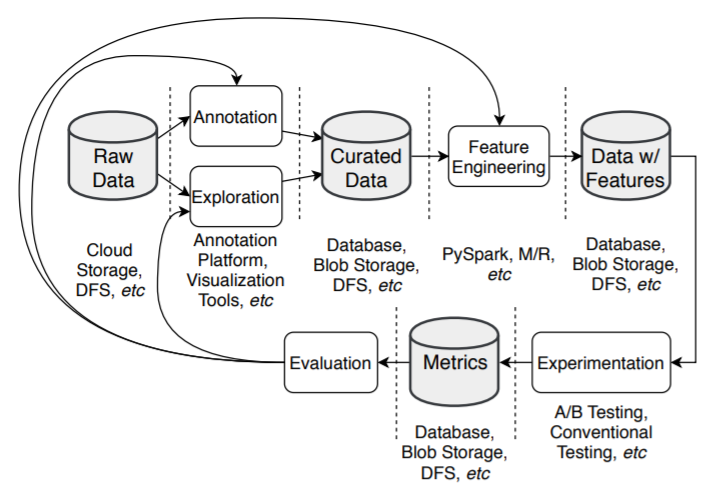 Annotation
Raw
Data
Exploration
Curated
Data
Feature
Engineering
Data w/
Features
Cloud
Storage,
DFS, etc
Annotation
Platform,
Visualization
Tools, etc
Database,
Blob Storage,
DFS, etc
PySpark, M/R,
etc
Database,
Blob Storage,
DFS, etc
Evaluation
Metrics
Experimentation
Database,
Blob Storage,
DFS, etc
A/B Testing,
Conventional
Testing, etc